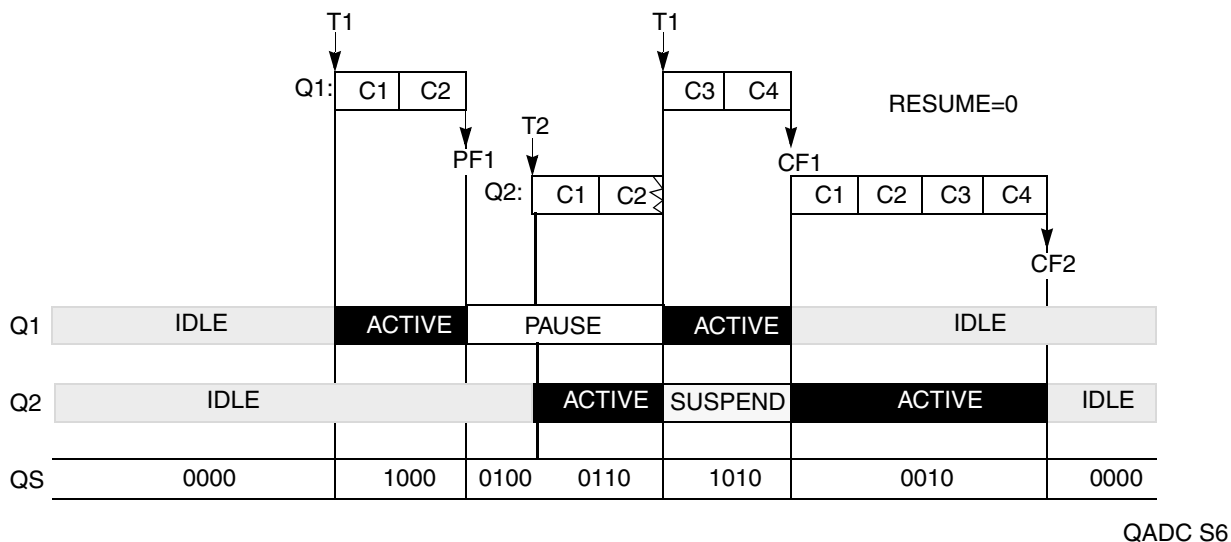 T1 T1
Q1: C1 C2 C3 C4 RESUME=0
T2
PF1 CF1
Q2: C1 C2 C1 C2 C3 C4
CF2
Q1 IDLE ACTIVE PAUSE ACTIVE IDLE
Q2 IDLE ACTIVE SUSPEND ACTIVE IDLE
QS 0000 1000 0100 0110 1010 0010 0000
QADC S6